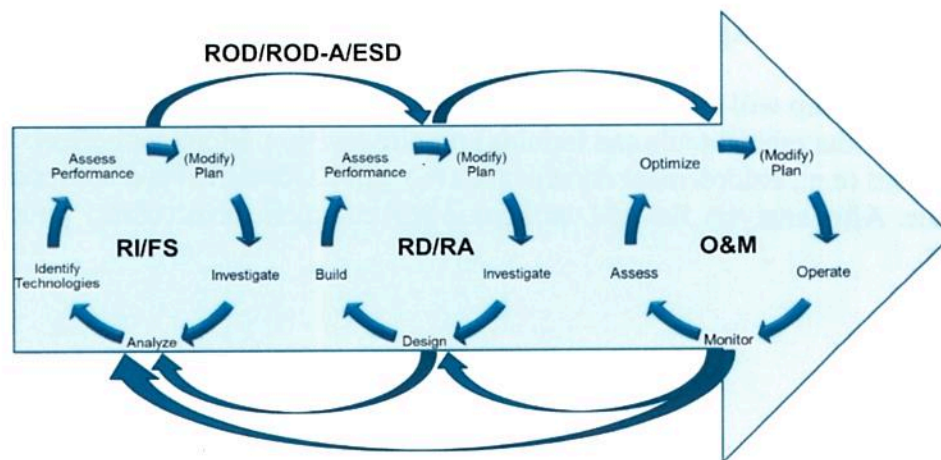 ROD/ROD-A/ESD
Assess
Performance
(Modify)
Plan
RI/FS
Identify
Technologies
Investigate
Analyze
Assess
Performance
(Modify)
Plan
RD/RA
Build
Investigate
Design
Optimize
(Modify)
Plan
O&M
Assess
Operate
Monitor